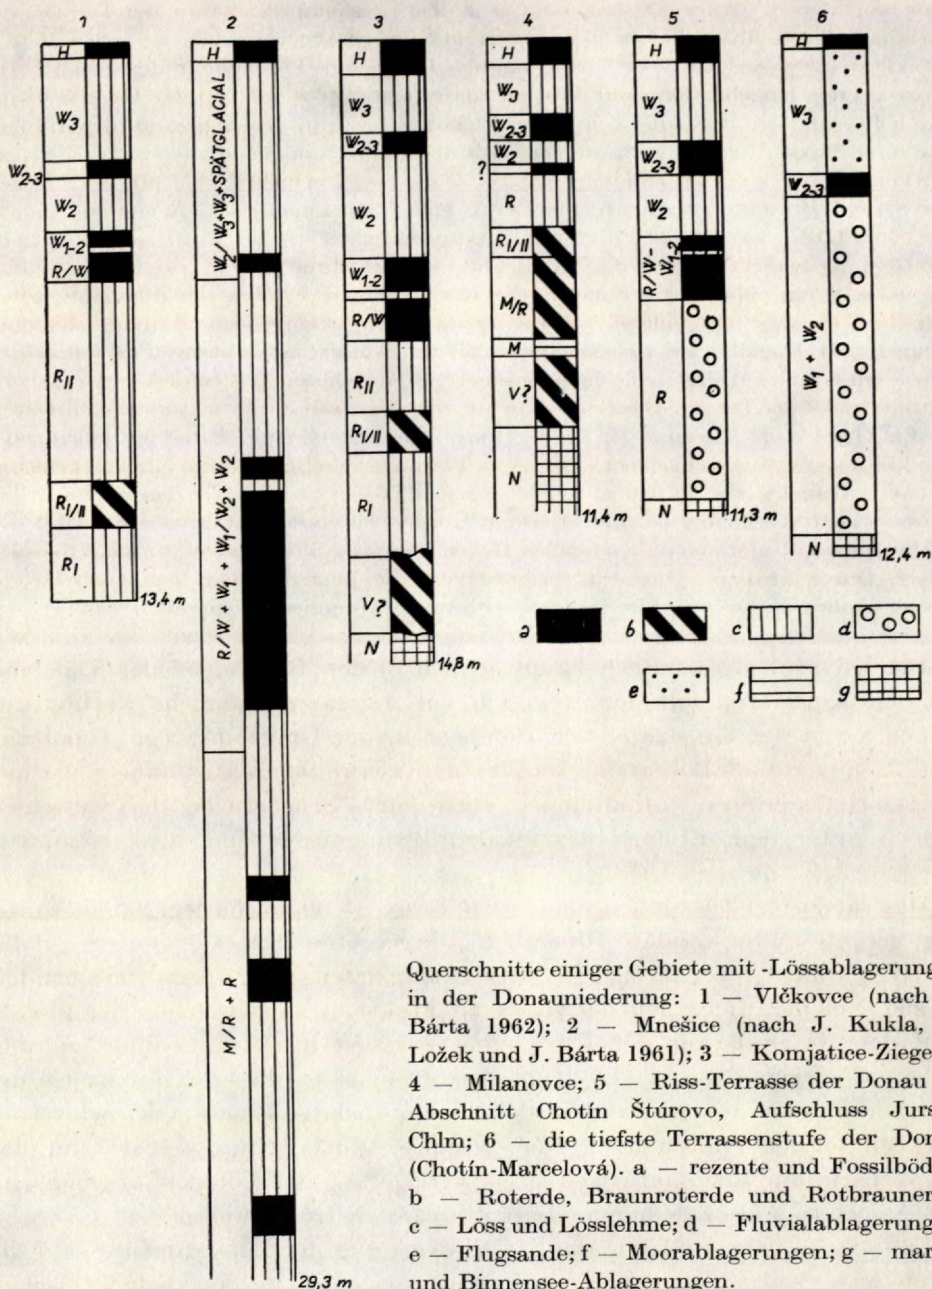 1
2
3
4
5
6
H
W3
W2-3
W2
W1-2
R/W
RII
RI/II
RI
13,4 m
H
W2/W3+W3+SPÄTGLACIAL
R/W + W1 + W1/W2 + W2
M/R + R
29,3 m
H
W3
W2-3
W2
W1-2
R/W
RII
RI/II
RI
V?
N
H
W3
W2-3
W2
?
R
RI/II
M/R
M
V?
N
11,4 m
H
W3
W2-3
W2
R/W-W1-2
R
N
11,3 m
H
W3
W2-3
W1 + W2
N
12,4 m
a
b
c
d
e
f
g
Querschnitte einiger Gebiete mit -Lössablagerung
in der Donauniederung: 1 — Vlčkovce (nach
Bárta 1962); 2 — Mnešice (nach J. Kukla,
Ložek und J. Bárta 1961); 3 — Komjatice-Ziege
4 — Milanovce; 5 — Riss-Terrasse der Donau
Abschnitt Chotín Štúrovo, Aufschluss Jurs
Chlm; 6 — die tiefste Terrassenstufe der Don
(Chotín-Marcelová). a — rezente und Fossilböd
b — Roterde, Braunroterde und Rotbrauner
c — Löss und Lösslehme; d — Fluvialablagerung
e — Flugsande; f — Moorablagerungen; g — mar
und Binnensee-Ablagerungen.